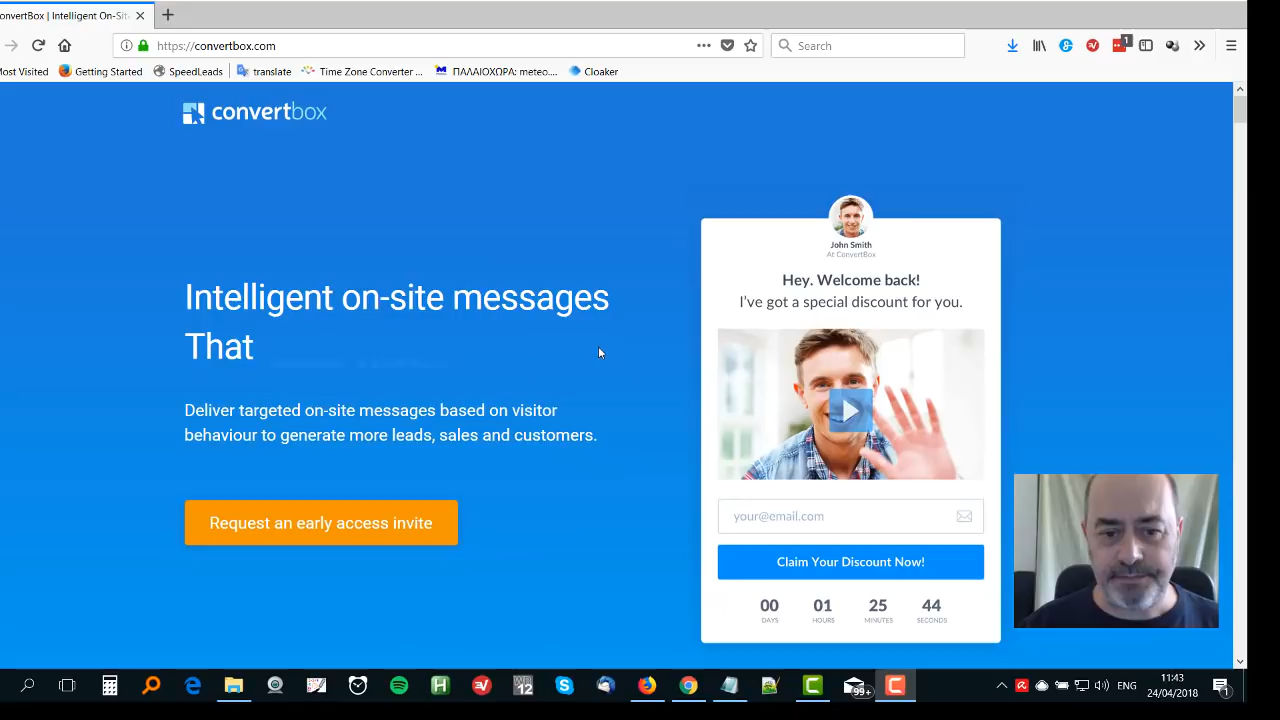 onvertBox | Intelligent On-Sit
https://convertbox.com
Search
1
ost Visited
Getting Started
SpeedLeads
translate
Time Zone Converter ...
ΠΑΛΑΙΟΧΩΡΑ: meteo....
Cloaker
convertbox
Intelligent on-site messages
That
Deliver targeted on-site messages based on visitor
behaviour to generate more leads, sales and customers.
Request an early access invite
John Smith
At ConvertBox
Hey. Welcome back!
I've got a special discount for you.
your@email.com
Claim Your Discount Now!
00 01 25 44
DAYS HOURS MINUTES SECONDS
99+
ENG
11:43
24/04/2018
1